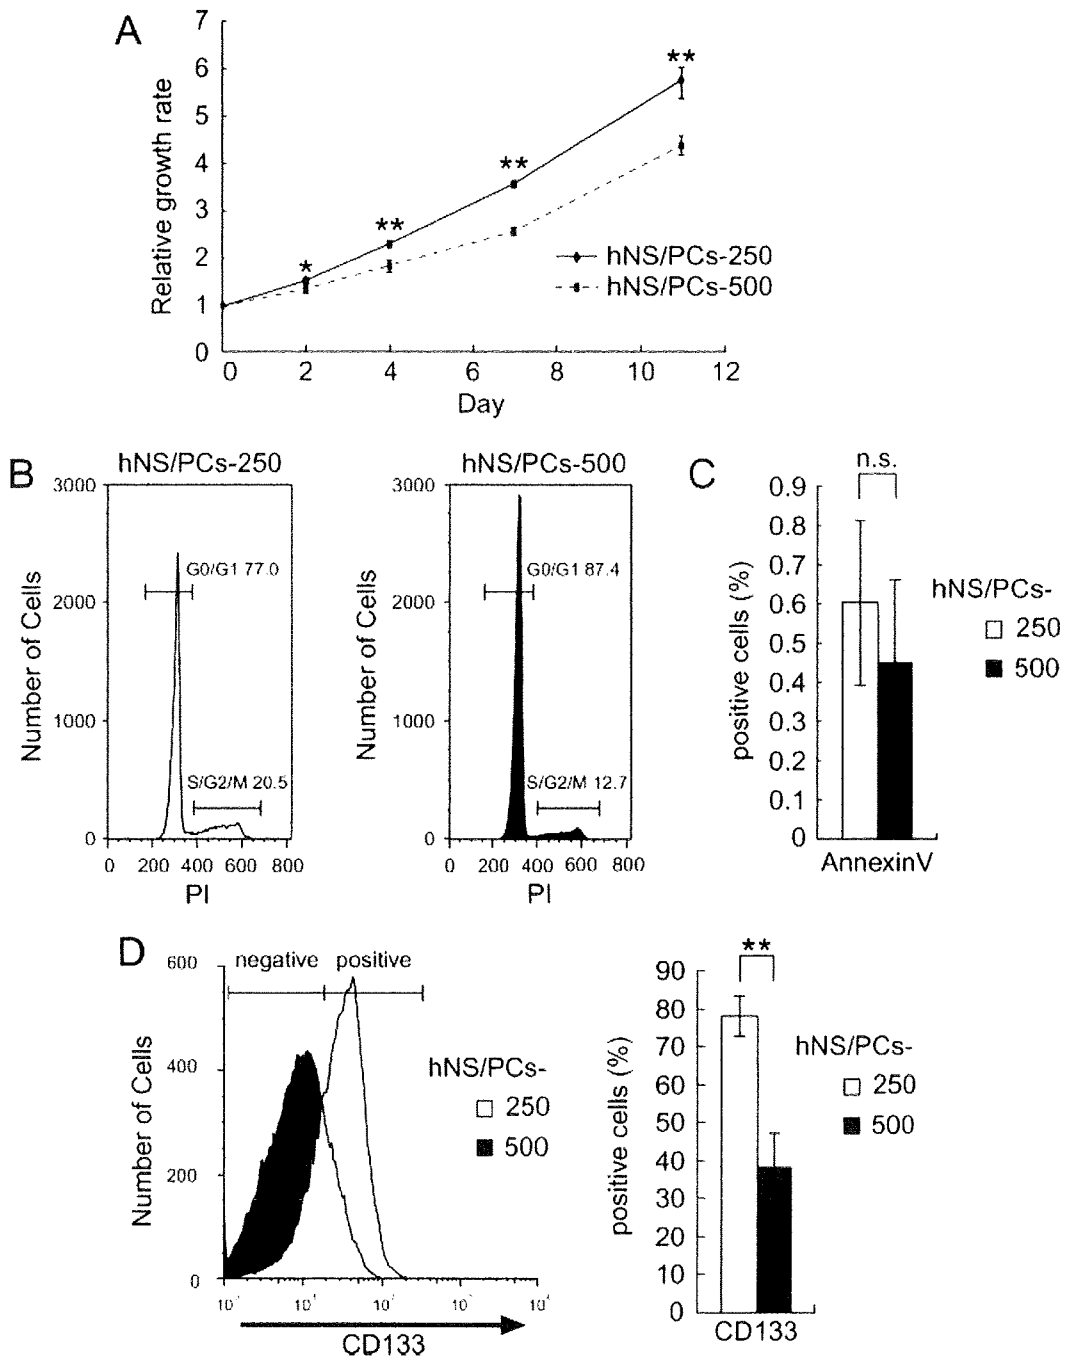 A
7
6
5
4
3
2
1
0
Relative growth rate
*
**
**
**
hNS/PCs-250
hNS/PCs-500
0 2 4 6 8 10 12
Day
B
hNS/PCs-250
3000
2000
1000
0
Number of Cells
G0/G1 77.0
S/G2/M 20.5
0 200 400 600 800
PI
hNS/PCs-500
3000
2000
1000
0
Number of Cells
G0/G1 87.4
S/G2/M 12.7
0 200 400 600 800
PI
C
n.s.
0.9
0.8
0.7
0.6
0.5
0.4
0.3
0.2
0.1
0
positive cells (%)
hNS/PCs-
250
500
AnnexinV
D
600
400
200
0
Number of Cells
negative positive
hNS/PCs-
250
500
CD133
**
90
80
70
60
50
40
30
20
10
0
positive cells (%)
hNS/PCs-
250
500
CD133